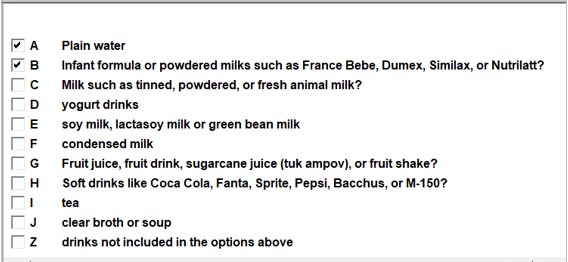 A Plain water
B Infant formula or powdered milks such as France Bebe, Dumex, Similax, or Nutrilatt?
C Milk such as tinned, powdered, or fresh animal milk?
D yogurt drinks
E soy milk, lactasoy milk or green bean milk
F condensed milk
G Fruit juice, fruit drink, sugarcane juice (tuk ampov), or fruit shake?
H Soft drinks like Coca Cola, Fanta, Sprite, Pepsi, Bacchus, or M-150?
I tea
J clear broth or soup
Z drinks not included in the options above